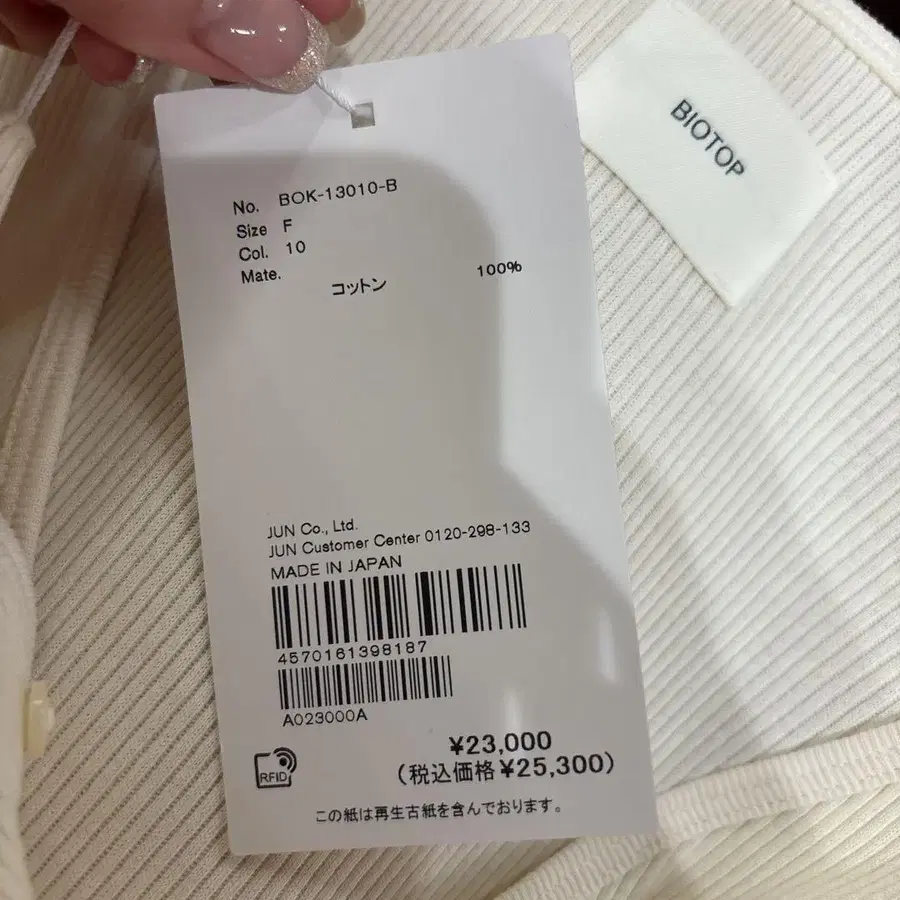 BIOTOP
No. BOK-13010-B
Size F
Col. 10
Mate.
コットン 100%
JUN Co., Ltd.
JUN Customer Center 0120-298-133
MADE IN JAPAN
4570161398187
A023000A
RFID
¥23,000
(税込価格¥25,300)
この紙は再生古紙を含んでおります。